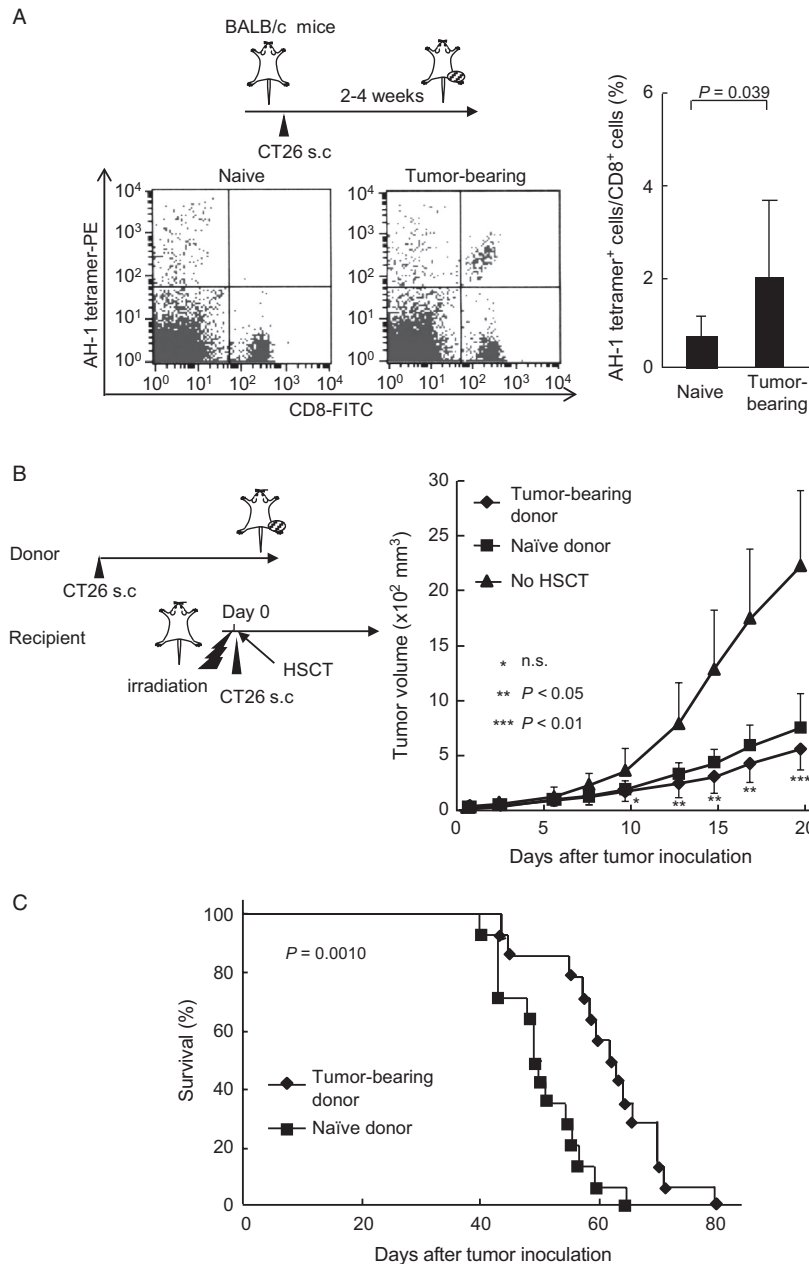 A
BALB/c mice
2-4 weeks
CT26 s.c
Naive
Tumor-bearing
AH-1 tetramer-PE
10⁴
10³
10²
10¹
10⁰
10⁰ 10¹ 10² 10³ 10⁴
10⁴
10³
10²
10¹
10⁰
10⁰ 10¹ 10² 10³ 10⁴
CD8-FITC
AH-1 tetramer⁺ cells/CD8⁺ cells (%)
P = 0.039
6
4
2
0
Naive
Tumor-
bearing
B
Donor
CT26 s.c
Recipient
Day 0
irradiation
HSCT
CT26 s.c
Tumor volume (x10² mm³)
30
25
20
15
10
5
0
Tumor-bearing
donor
Naïve donor
No HSCT
* n.s.
** P < 0.05
*** P < 0.01
*
**
**
**
***
0 5 10 15 20
Days after tumor inoculation
C
Survival (%)
100
80
60
40
20
0
P = 0.0010
Tumor-bearing
donor
Naïve donor
0 20 40 60 80
Days after tumor inoculation